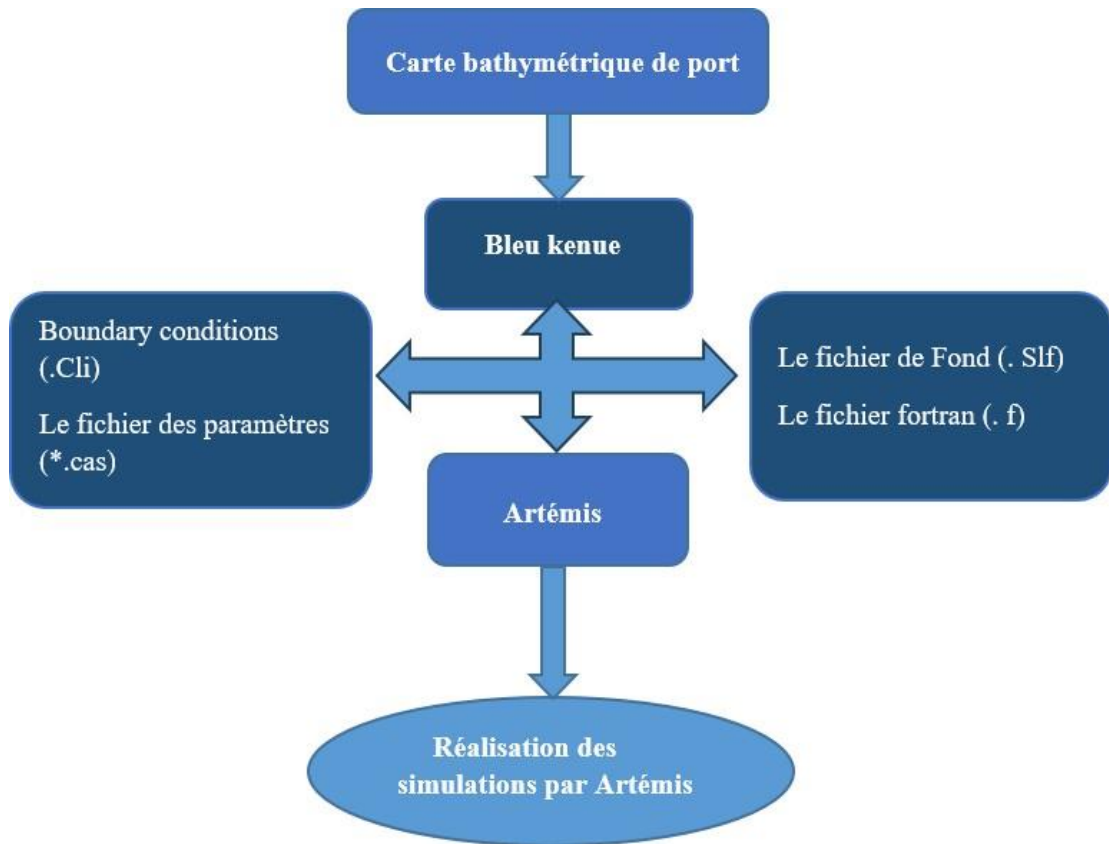 Carte bathymétrique de port
Bleu kenue
Boundary conditions
(.Cli)
Le fichier des paramètres
(*.cas)
Le fichier de Fond (. Slf)
Le fichier fortran (. f)
Artémis
Réalisation des
simulations par Artémis